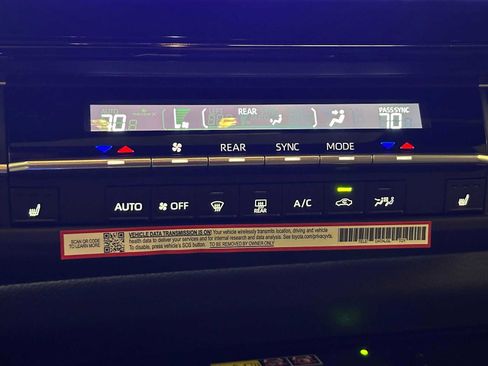 AUTO LEFT REAR PASS SYNC
70 70
REAR SYNC MODE
AUTO OFF REAR A/C
SCAN QR CODE
TO LEARN MORE
VEHICLE DATA TRANSMISSION IS ON! Your vehicle wirelessly transmits location, driving and vehicle
health data to deliver your services and for internal research and data analysis. See toyota.com/privacyvts.
To disable, press vehicle's SOS button. TO BE REMOVED BY OWNER ONLY